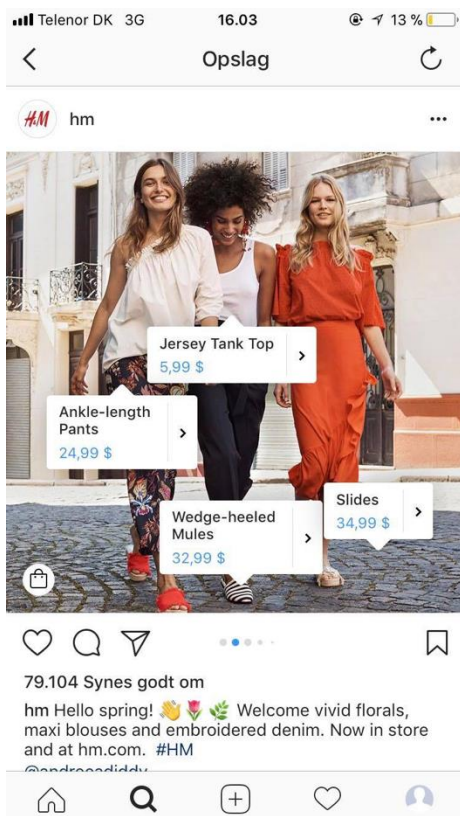 Telenor DK 3G 16.03 13 %
Opslag
H&M hm
Jersey Tank Top
5,99 $
Ankle-length
Pants
24,99 $
Slides
34,99 $
Wedge-heeled
Mules
32,99 $
79.104 Synes godt om
hm Hello spring! 👋🌷🌿 Welcome vivid florals,
maxi blouses and embroidered denim. Now in store
and at hm.com. #HM
@andreeadiddy